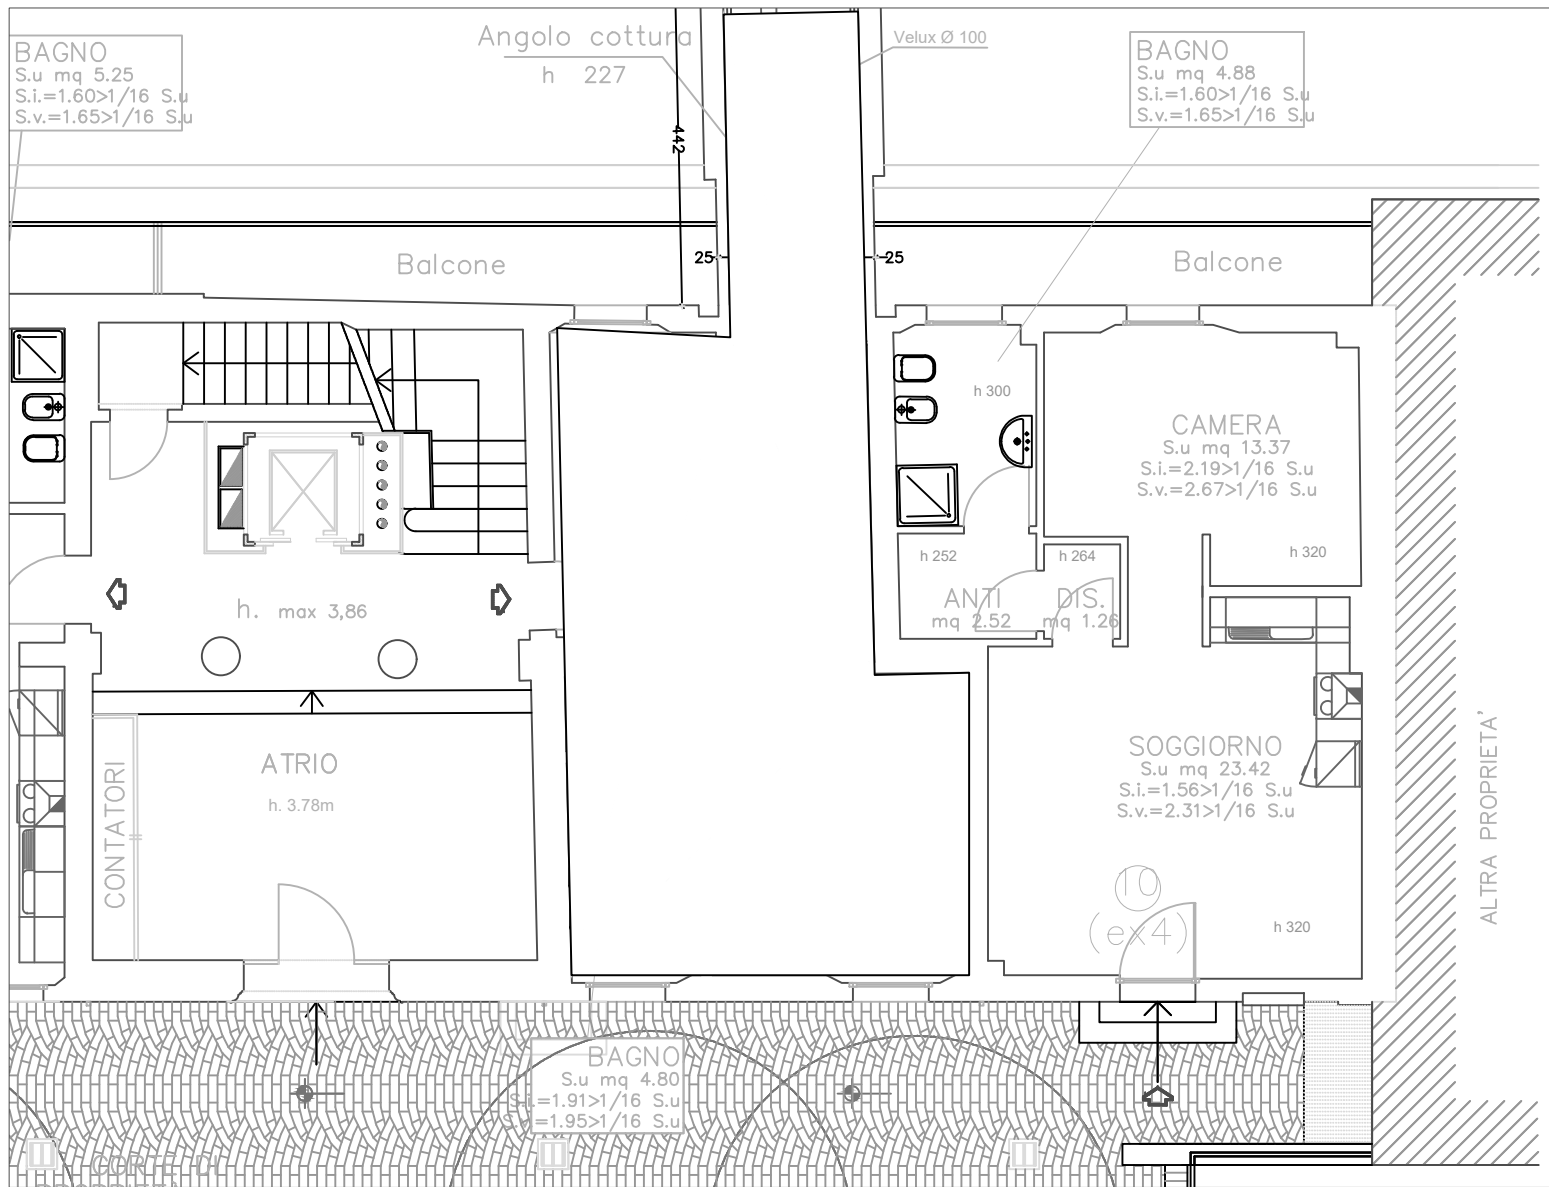 BAGNO
S.u mq 5.25
S.i.=1.60>1/16 S.u
S.v.=1.65>1/16 S.u
Angolo cottura
h 227
Velux Ø 100
BAGNO
S.u mq 4.88
S.i.=1.60>1/16 S.u
S.v.=1.65>1/16 S.u
442
Balcone
25
25
Balcone
h 300
CAMERA
S.u mq 13.37
S.i.=2.19>1/16 S.u
S.v.=2.67>1/16 S.u
h 320
h 252
h 264
ANTI
mq 2.52
DIS.
mq 1.26
h. max 3,86
ATRIO
h. 3.78m
CONTATORI
SOGGIORNO
S.u mq 23.42
S.i.=1.56>1/16 S.u
S.v.=2.31>1/16 S.u
10
(ex4)
h 320
ALTRA PROPRIETA'
BAGNO
S.u mq 4.80
S.i.=1.91>1/16 S.u
S.v.=1.95>1/16 S.u
CORTE DI
PROPRIETÀ